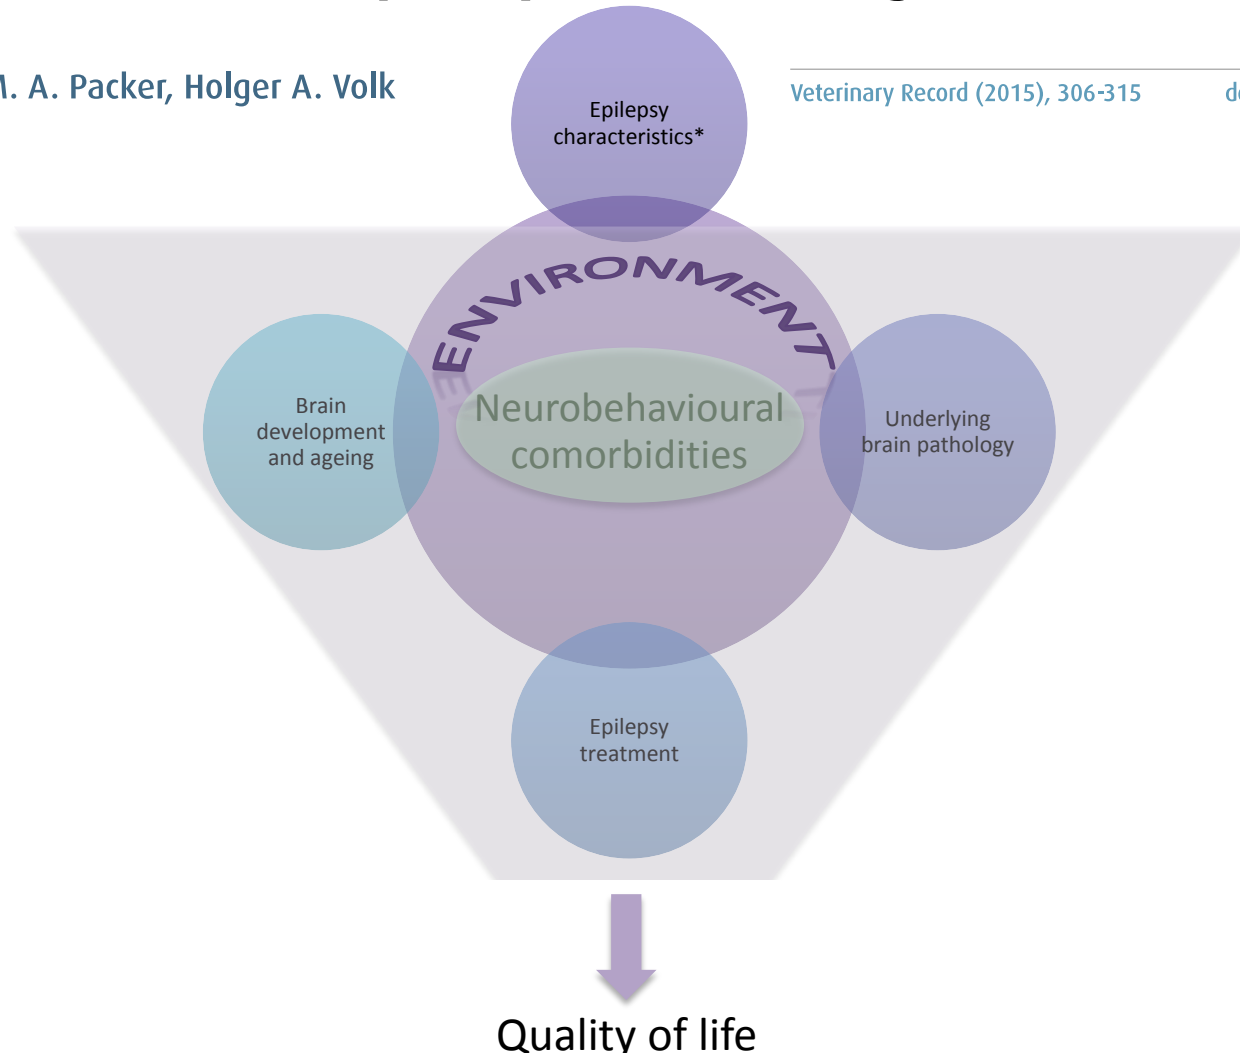 M. A. Packer, Holger A. Volk
Veterinary Record (2015), 306-315
Epilepsy
characteristics*
ENVIRONMENT
Neurobehavioural
comorbidities
Brain
development
and ageing
Underlying
brain pathology
Epilepsy
treatment
Quality of life